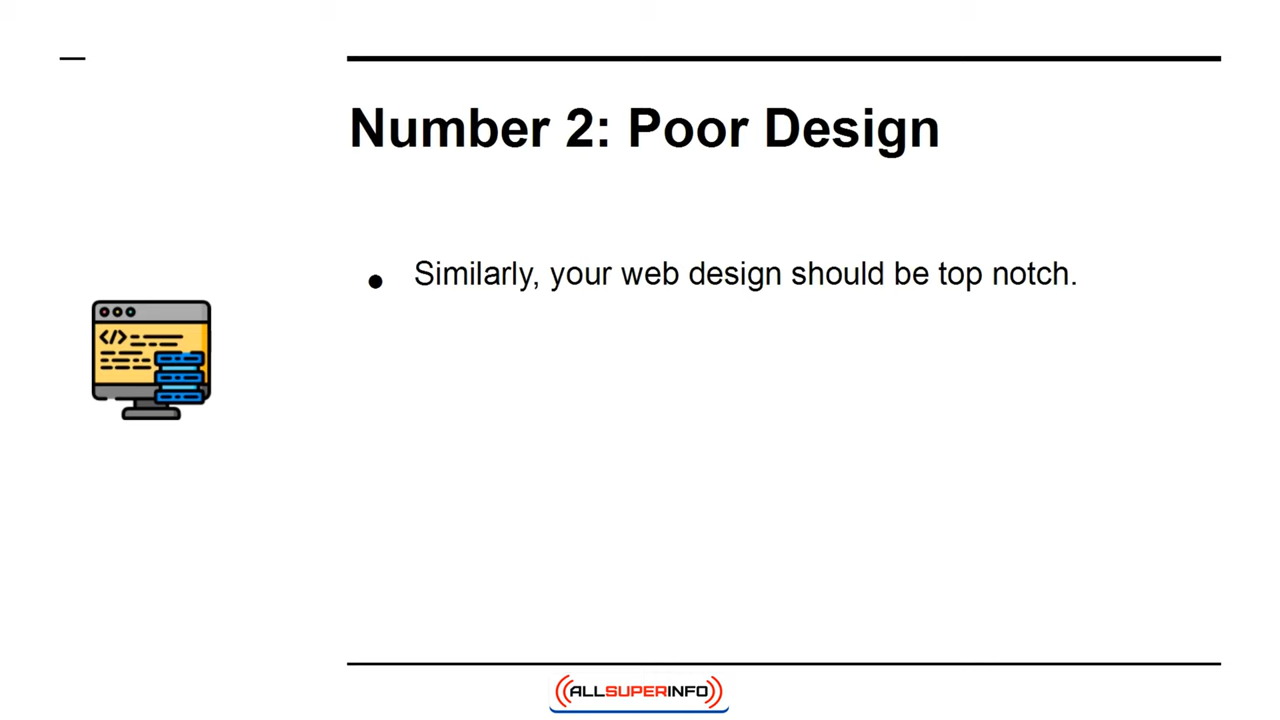 Number 2: Poor Design
• Similarly, your web design should be top notch.
</>
ALLSUPERINFO